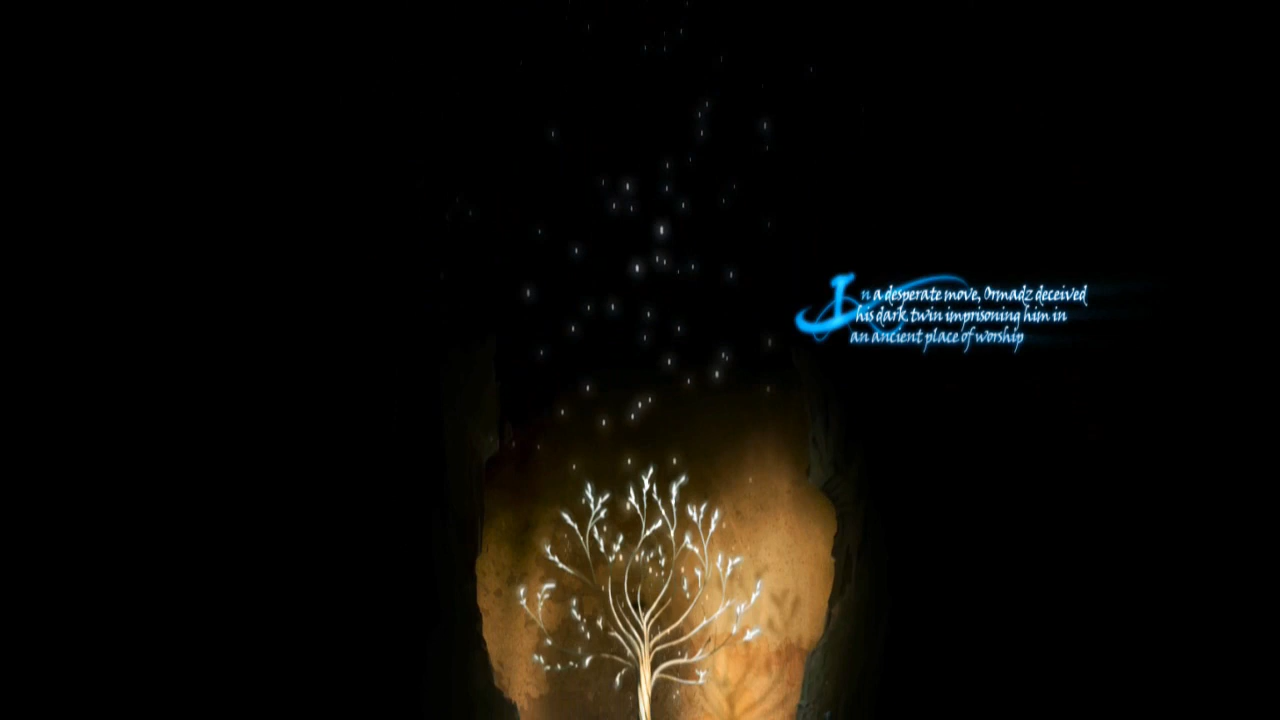 In a desperate move, Ormadz deceived
his dark twin imprisoning him in
an ancient place of worship